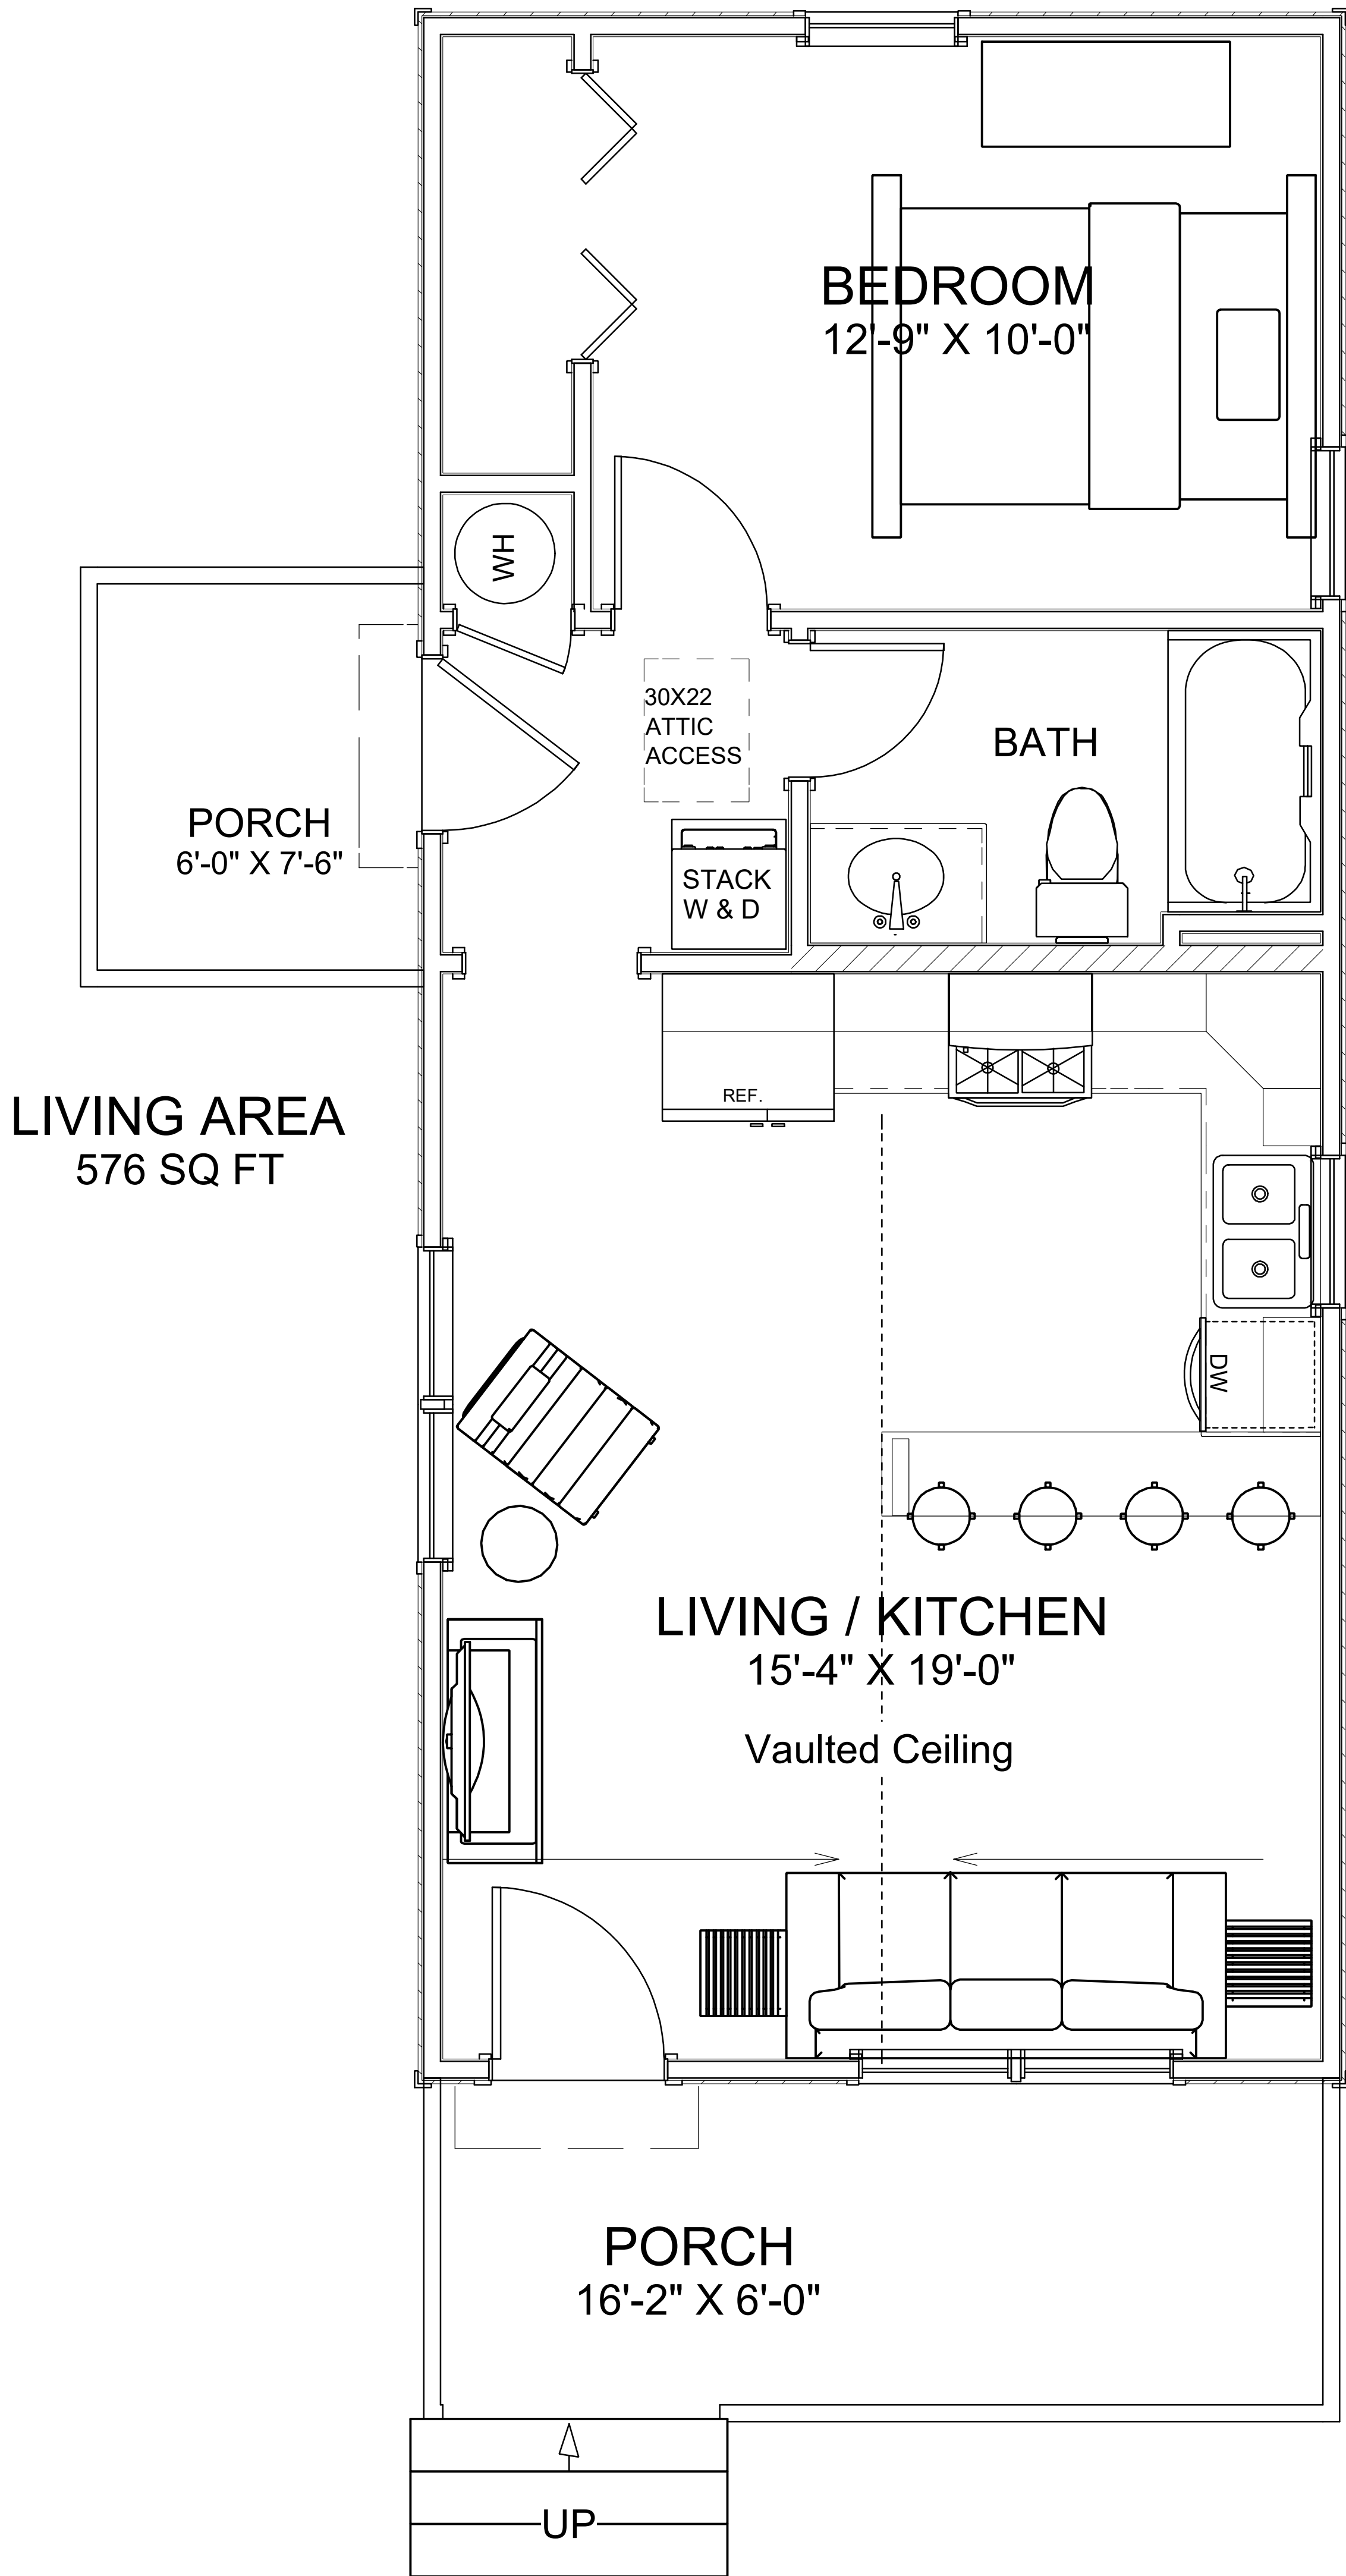 BEDROOM
12'-9" X 10'-0"
WH
30X22
ATTIC
ACCESS
BATH
PORCH
6'-0" X 7'-6"
STACK
W & D
REF.
LIVING AREA
576 SQ FT
DW
LIVING / KITCHEN
15'-4" X 19'-0"
Vaulted Ceiling
PORCH
16'-2" X 6'-0"
UP